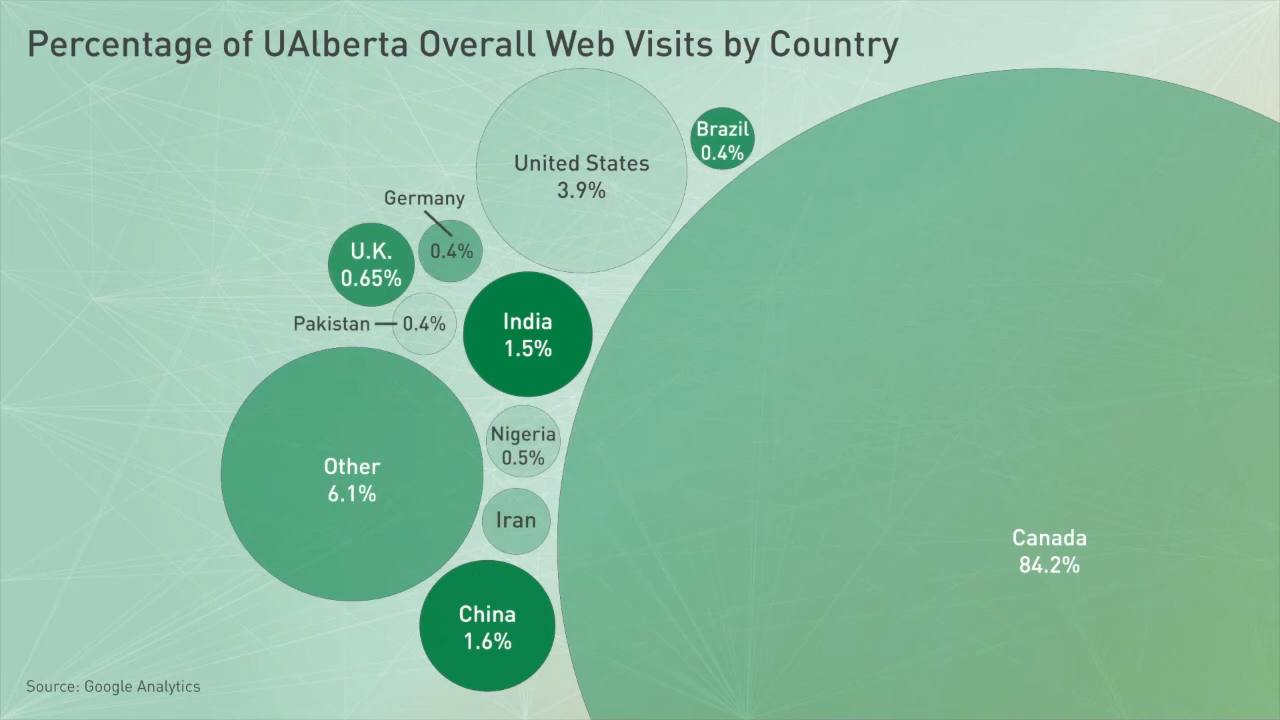 Percentage of UAlberta Overall Web Visits by Country
Brazil
0.4%
United States
3.9%
Germany
0.4%
U.K.
0.65%
Pakistan
0.4%
India
1.5%
Nigeria
0.5%
Other
6.1%
Iran
Canada
84.2%
China
1.6%
Source: Google Analytics